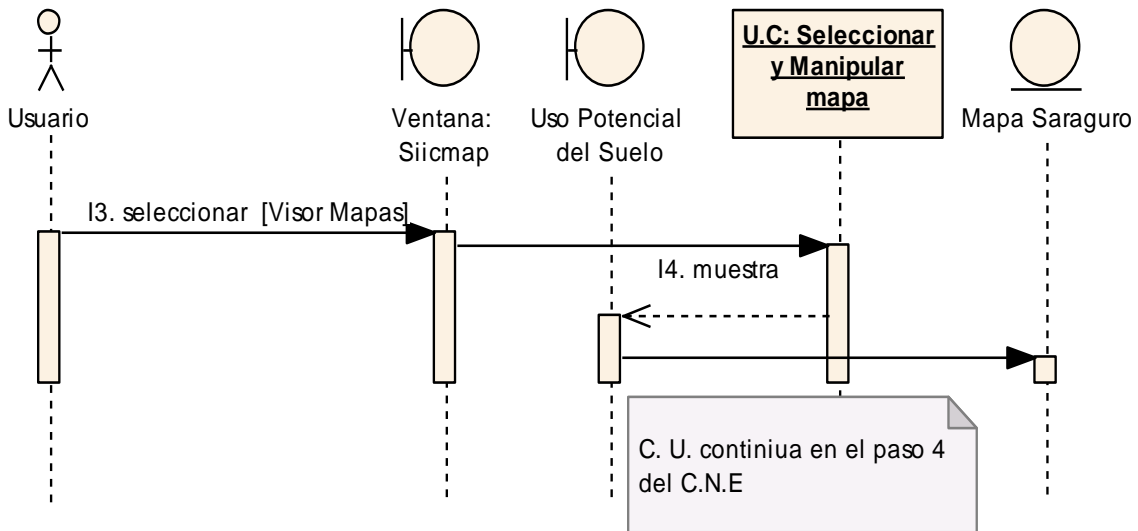 Usuario
Ventana:
Siicmap
Uso Potencial
del Suelo
U.C: Seleccionar
y Manipular
mapa
Mapa Saraguro
I3. seleccionar [Visor Mapas]
I4. muestra
C. U. continiua en el paso 4
del C.N.E